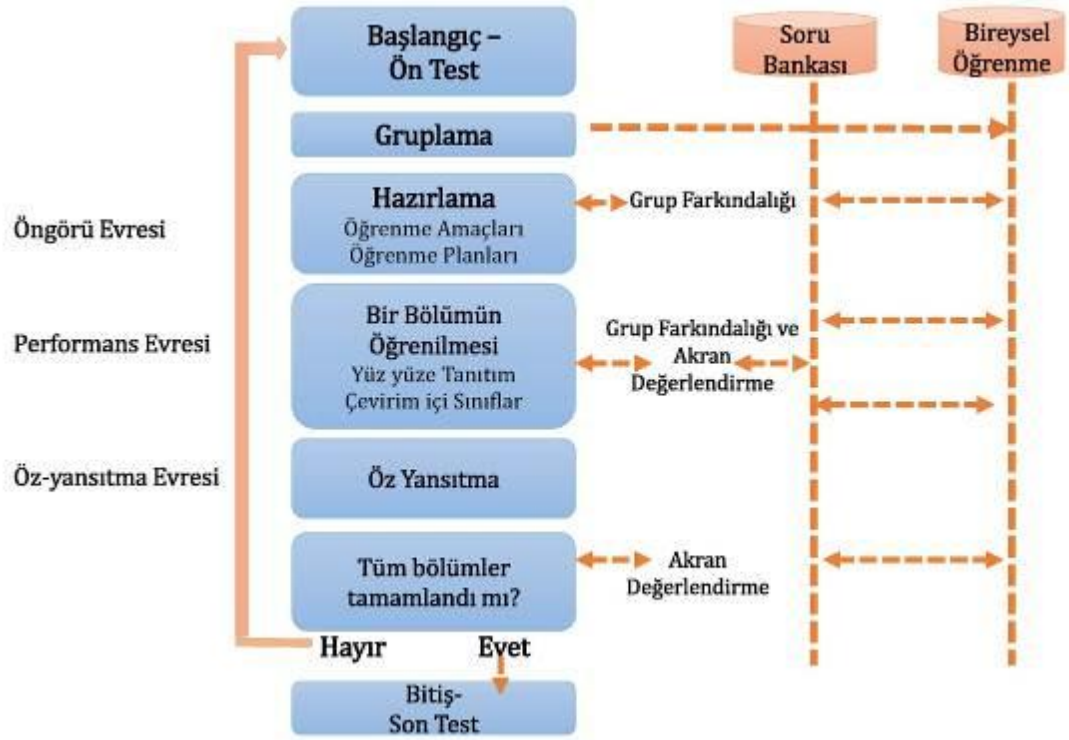 Başlangıç –
Ön Test
Soru
Bankası
Bireysel
Öğrenme
Gruplama
Öngörü Evresi
Hazırlama
Öğrenme Amaçları
Öğrenme Planları
Grup Farkındalığı
Performans Evresi
Bir Bölümün
Öğrenilmesi
Yüz yüze Tanıtım
Çevirim içi Sınıflar
Grup Farkındalığı ve
Akran
Değerlendirme
Öz-yansıtma Evresi
Öz Yansıtma
Tüm bölümler
tamamlandı mı?
Akran
Değerlendirme
Hayır
Evet
Bitiş-
Son Test